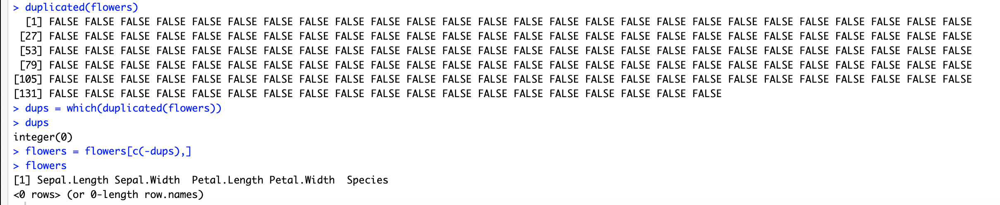 > duplicated(flowers)
  [1] FALSE FALSE FALSE FALSE FALSE FALSE FALSE FALSE FALSE FALSE FALSE FALSE FALSE FALSE FALSE FALSE FALSE FALSE FALSE FALSE FALSE FALSE FALSE FALSE FALSE FALSE
 [27] FALSE FALSE FALSE FALSE FALSE FALSE FALSE FALSE FALSE FALSE FALSE FALSE FALSE FALSE FALSE FALSE FALSE FALSE FALSE FALSE FALSE FALSE FALSE FALSE FALSE FALSE
 [53] FALSE FALSE FALSE FALSE FALSE FALSE FALSE FALSE FALSE FALSE FALSE FALSE FALSE FALSE FALSE FALSE FALSE FALSE FALSE FALSE FALSE FALSE FALSE FALSE FALSE FALSE
 [79] FALSE FALSE FALSE FALSE FALSE FALSE FALSE FALSE FALSE FALSE FALSE FALSE FALSE FALSE FALSE FALSE FALSE FALSE FALSE FALSE FALSE FALSE FALSE FALSE FALSE FALSE
[105] FALSE FALSE FALSE FALSE FALSE FALSE FALSE FALSE FALSE FALSE FALSE FALSE FALSE FALSE FALSE FALSE FALSE FALSE FALSE FALSE FALSE FALSE FALSE FALSE FALSE FALSE
[131] FALSE FALSE FALSE FALSE FALSE FALSE FALSE FALSE FALSE FALSE FALSE FALSE FALSE FALSE FALSE FALSE FALSE FALSE FALSE
> dups = which(duplicated(flowers))
> dups
integer(0)
> flowers = flowers[c(-dups),]
> flowers
[1] Sepal.Length Sepal.Width  Petal.Length Petal.Width  Species
<0 rows> (or 0-length row.names)